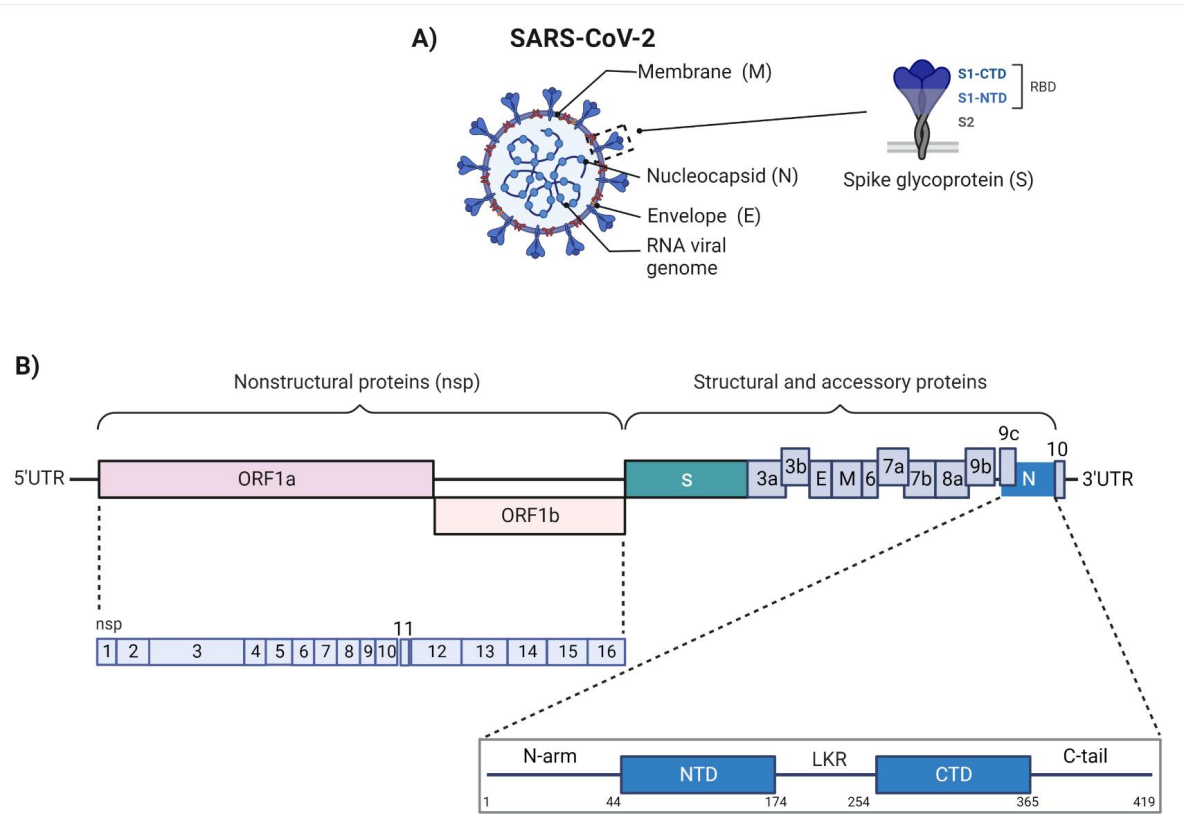 A)
SARS-CoV-2
Membrane (M)
S1-CTD
S1-NTD
RBD
S2
Nucleocapsid (N)
Spike glycoprotein (S)
Envelope (E)
RNA viral
genome
B)
Nonstructural proteins (nsp)
Structural and accessory proteins
5'UTR
ORF1a
ORF1b
S
3a
3b
E
M
6
7a
7b
8a
9b
9c
N
10
3'UTR
nsp
1 2 3 4 5 6 7 8 9 10 11 12 13 14 15 16
N-arm
NTD
LKR
CTD
C-tail
1 44 174 254 365 419